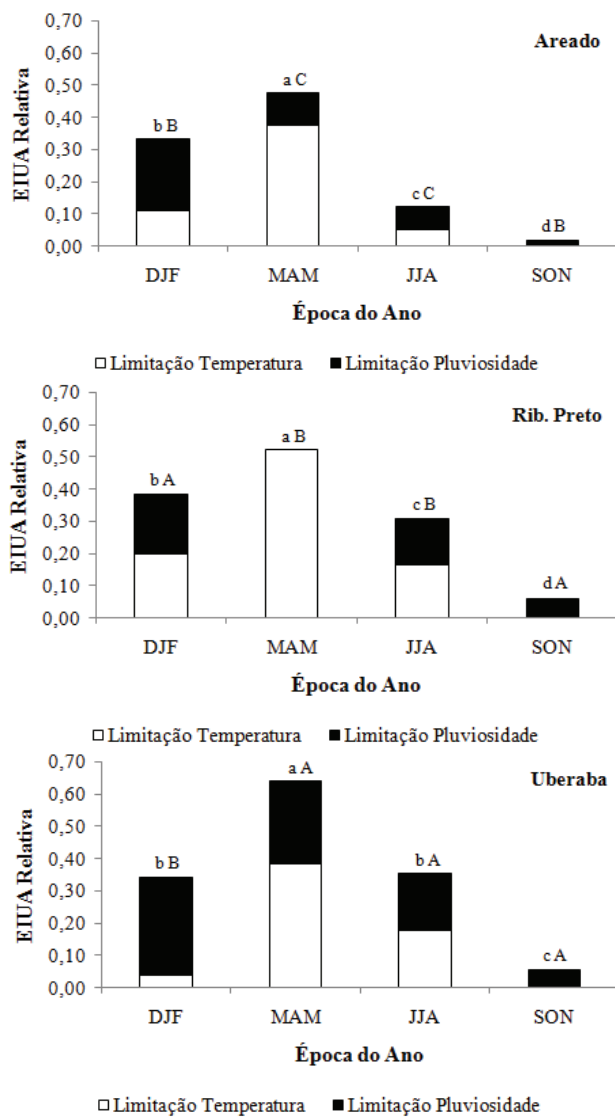 Areado
EIUA Relativa
0,70
0,60
0,50
0,40
0,30
0,20
0,10
0,00
b B
a C
c C
d B
DJF MAM JJA SON
Época do Ano
Limitação Temperatura Limitação Pluviosidade
Rib. Preto
EIUA Relativa
0,70
0,60
0,50
0,40
0,30
0,20
0,10
0,00
b A
a B
c B
d A
DJF MAM JJA SON
Época do Ano
Limitação Temperatura Limitação Pluviosidade
Uberaba
EIUA Relativa
0,70
0,60
0,50
0,40
0,30
0,20
0,10
0,00
b B
a A
b A
c A
DJF MAM JJA SON
Época do Ano
Limitação Temperatura Limitação Pluviosidade